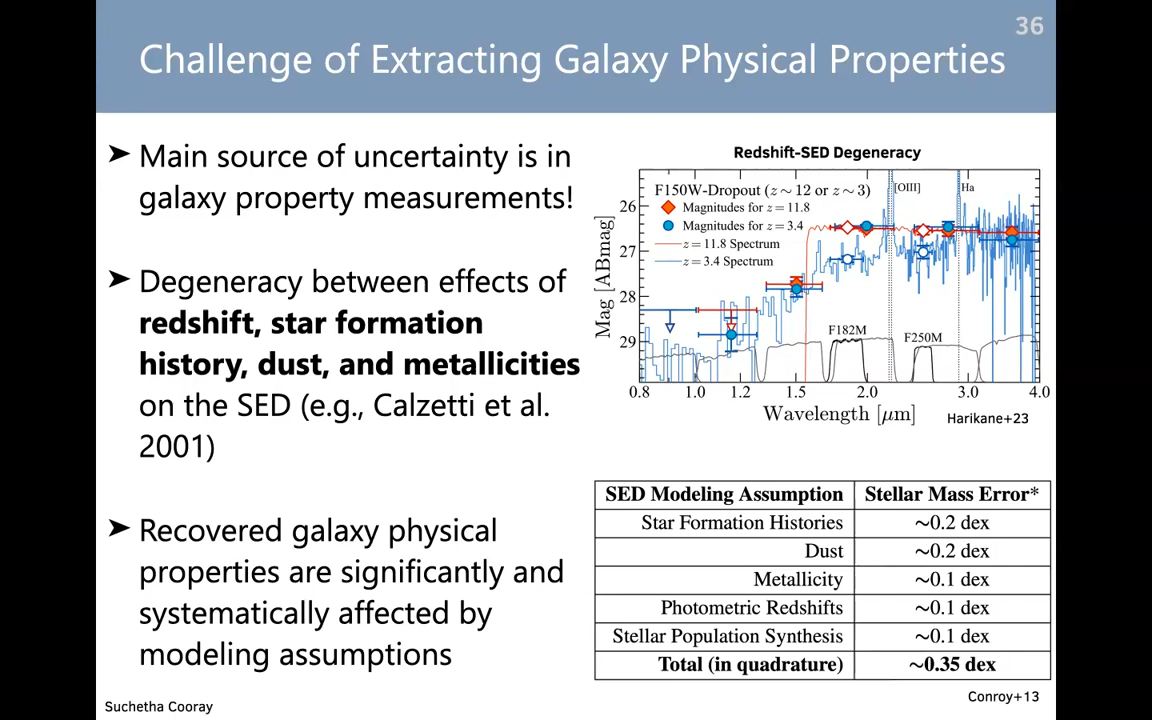 36
Challenge of Extracting Galaxy Physical Properties
➤ Main source of uncertainty is in
galaxy property measurements!
➤ Degeneracy between effects of
redshift, star formation
history, dust, and metallicities
on the SED (e.g., Calzetti et al.
2001)
➤ Recovered galaxy physical
properties are significantly and
systematically affected by
modeling assumptions
Suchetha Cooray
Redshift-SED Degeneracy
F150W-Dropout (z ~ 12 or z ~ 3)
Magnitudes for z = 11.8
Magnitudes for z = 3.4
z = 11.8 Spectrum
z = 3.4 Spectrum
[OIII]
Ha
F182M
F250M
Mag [ABmag]
26
27
28
29
0.8 1.0 1.2 1.5 2.0 3.0 4.0
Wavelength [μm]
Harikane+23
SED Modeling Assumption Stellar Mass Error*
Star Formation Histories ~0.2 dex
Dust ~0.2 dex
Metallicity ~0.1 dex
Photometric Redshifts ~0.1 dex
Stellar Population Synthesis ~0.1 dex
Total (in quadrature) ~0.35 dex
Conroy+13